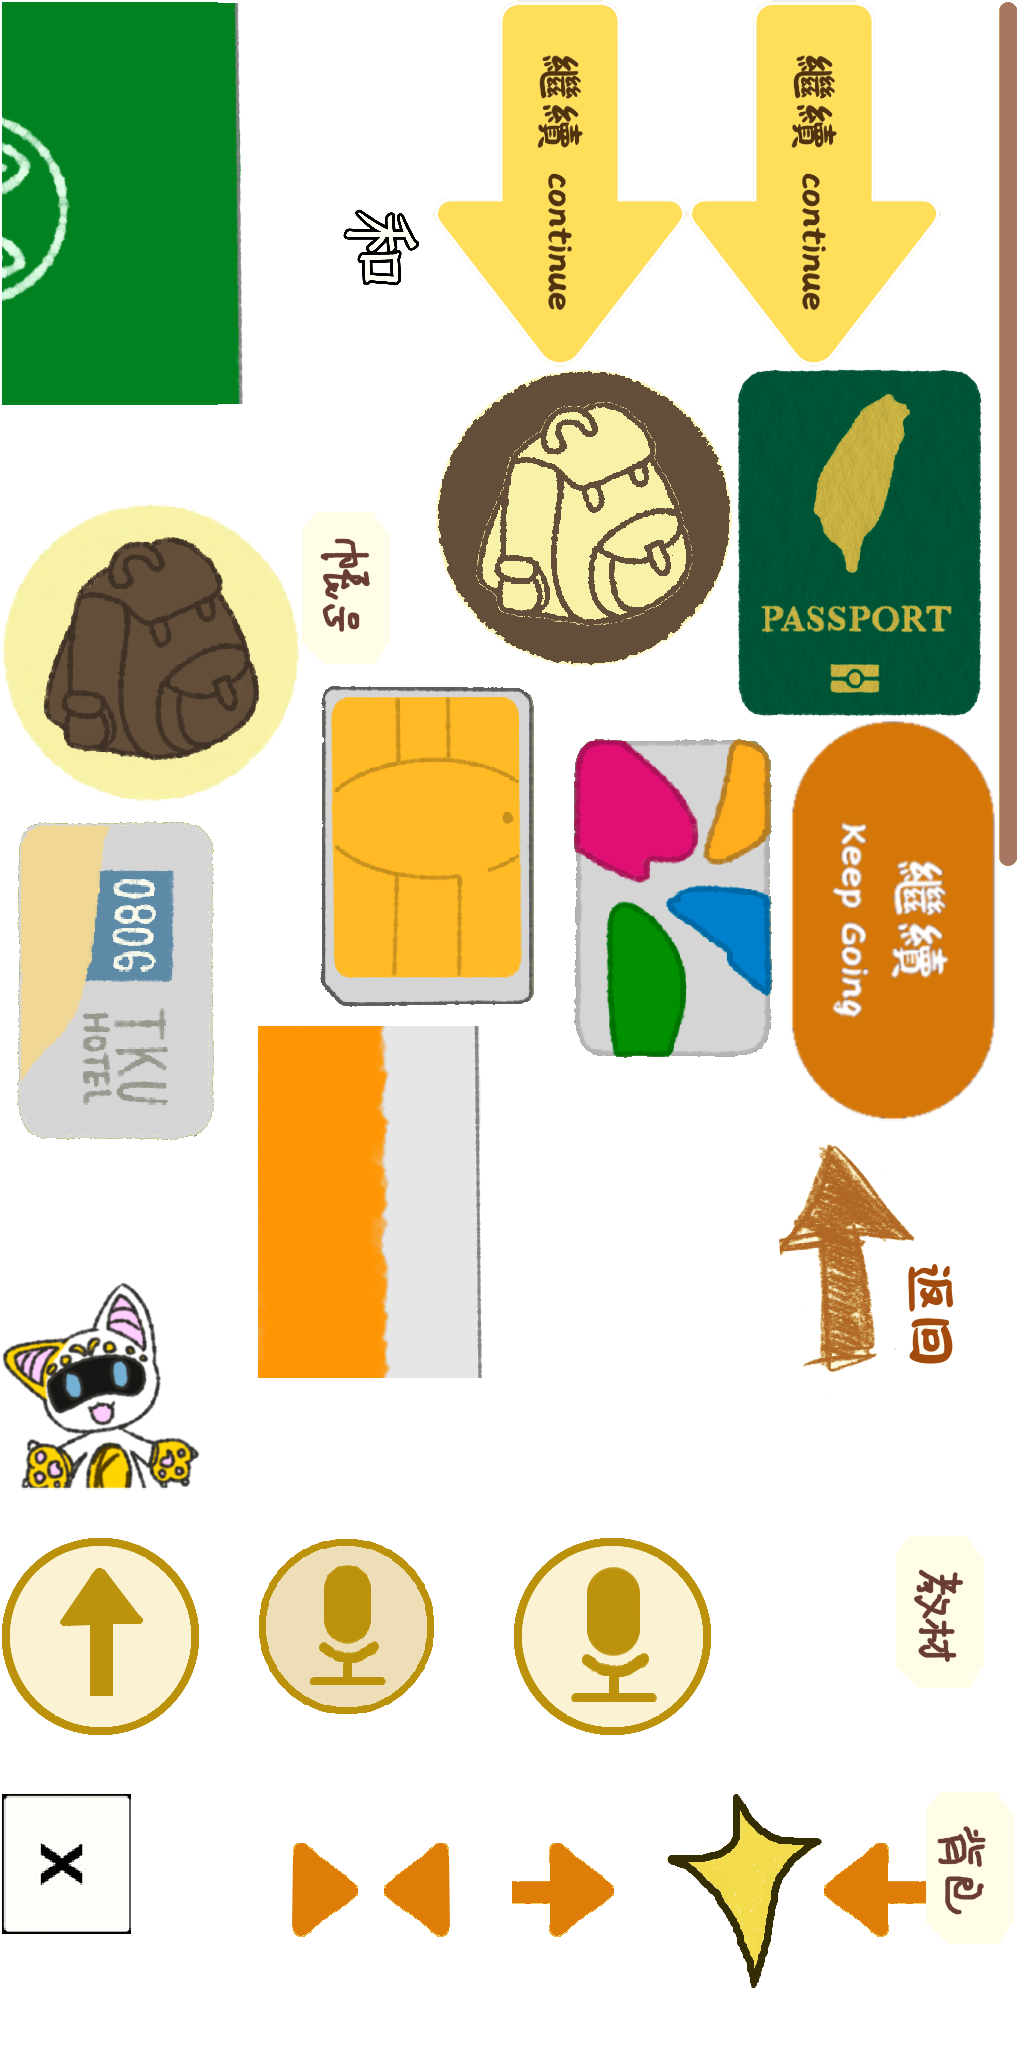 繼續 continue
繼續 continue
和
PASSPORT
帳號
繼續
Keep Going
0806
TKU
HOTEL
返回
教材
背包
X